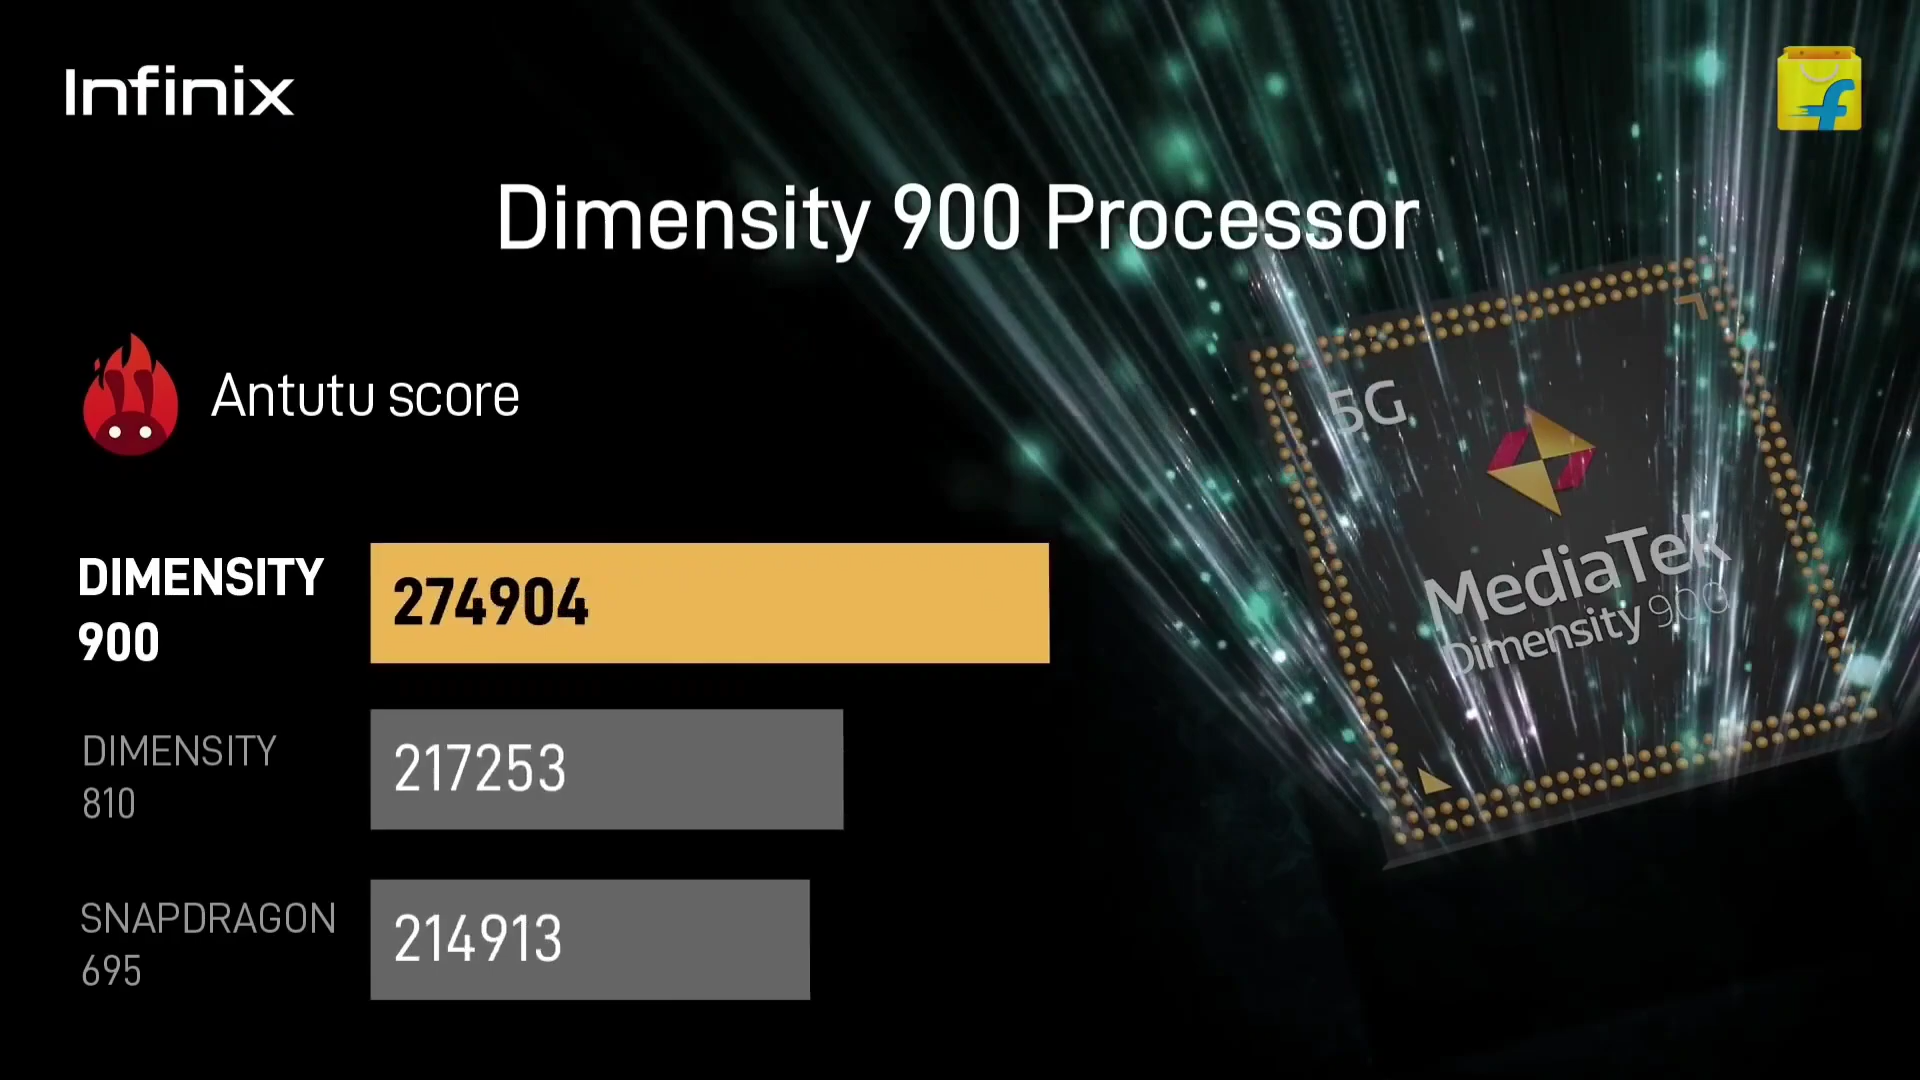 Infinix
Dimensity 900 Processor
Antutu score
DIMENSITY
900
274904
DIMENSITY
810
217253
SNAPDRAGON
695
214913
5G
MediaTek
Dimensity 900
f